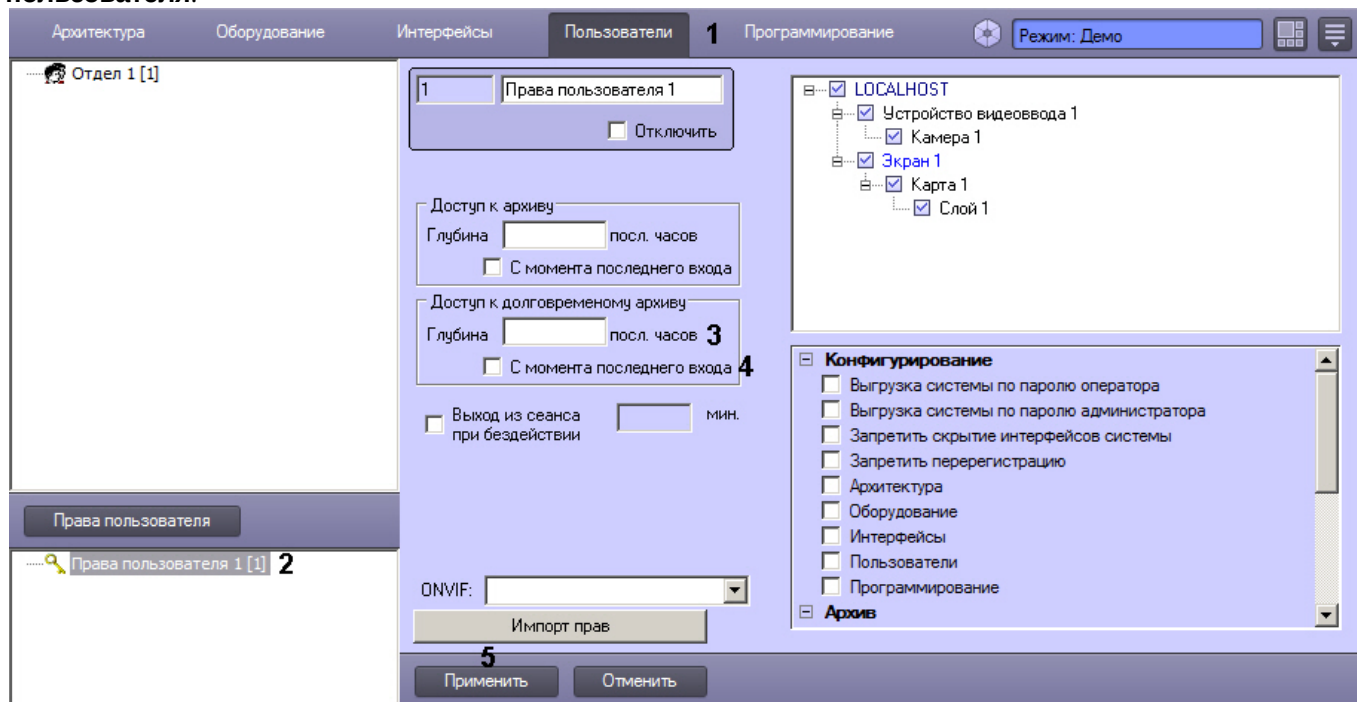 пользователя.
Архитектура Оборудование Интерфейсы Пользователи 1 Программирование Режим: Демо
Отдел 1 [1]
1 Права пользователя 1
Отключить
Доступ к архиву
Глубина посл. часов
С момента последнего входа
Доступ к долговременому архиву
Глубина посл. часов 3
С момента последнего входа 4
Выход из сеанса
при бездействии
мин.
LOCALHOST
Устройство видеоввода 1
Камера 1
Экран 1
Карта 1
Слой 1
Конфигурирование
Выгрузка системы по паролю оператора
Выгрузка системы по паролю администратора
Запретить скрытие интерфейсов системы
Запретить перерегистрацию
Архитектура
Оборудование
Интерфейсы
Пользователи
Программирование
Архив
Права пользователя
Права пользователя 1 [1] 2
ONVIF:
Импорт прав
5
Применить Отменить